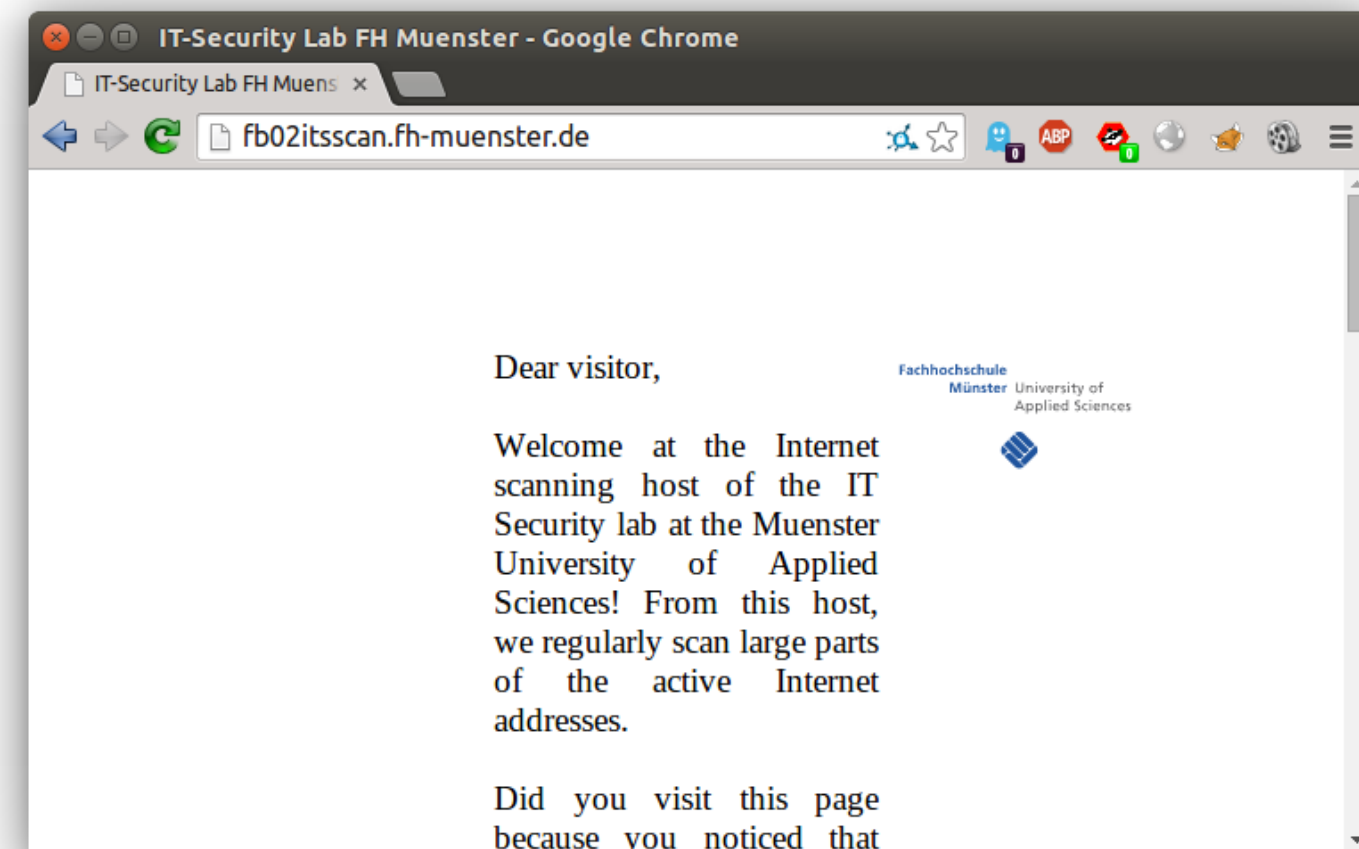 IT-Security Lab FH Muenster - Google Chrome
IT-Security Lab FH Muens
fb02itsscan.fh-muenster.de
0
ABP
0
Dear visitor,
Fachhochschule
Münster University of
Applied Sciences
Welcome at the Internet
scanning host of the IT
Security lab at the Muenster
University of Applied
Sciences! From this host,
we regularly scan large parts
of the active Internet
addresses.
Did you visit this page
because you noticed that